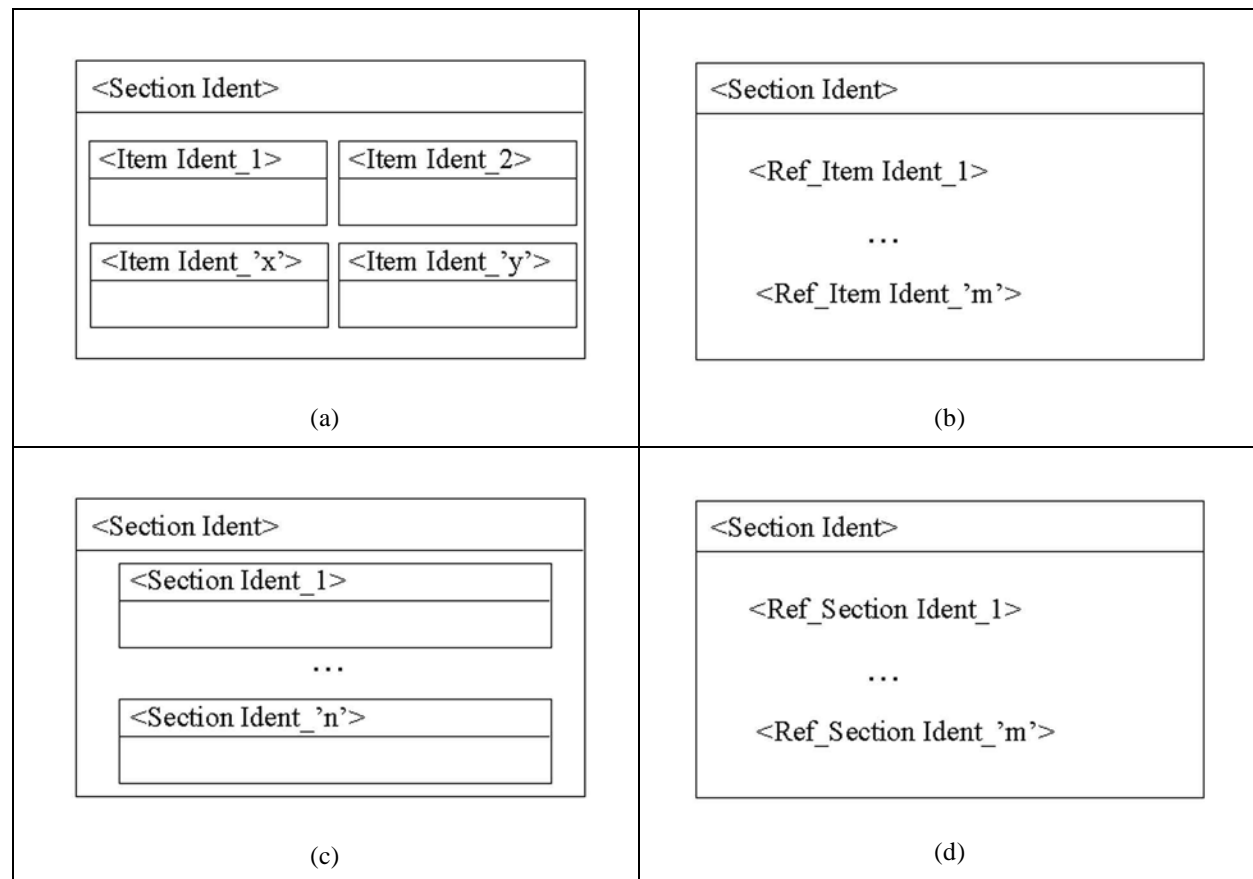 <Section Ident>
<Item Ident_1> <Item Ident_2>
<Item Ident_’x’> <Item Ident_’y’>
(a)
<Section Ident>
<Ref_Item Ident_1>
...
<Ref_Item Ident_’m’>
(b)
<Section Ident>
<Section Ident_1>
...
<Section Ident_’n’>
(c)
<Section Ident>
<Ref_Section Ident_1>
...
<Ref_Section Ident_’m’>
(d)